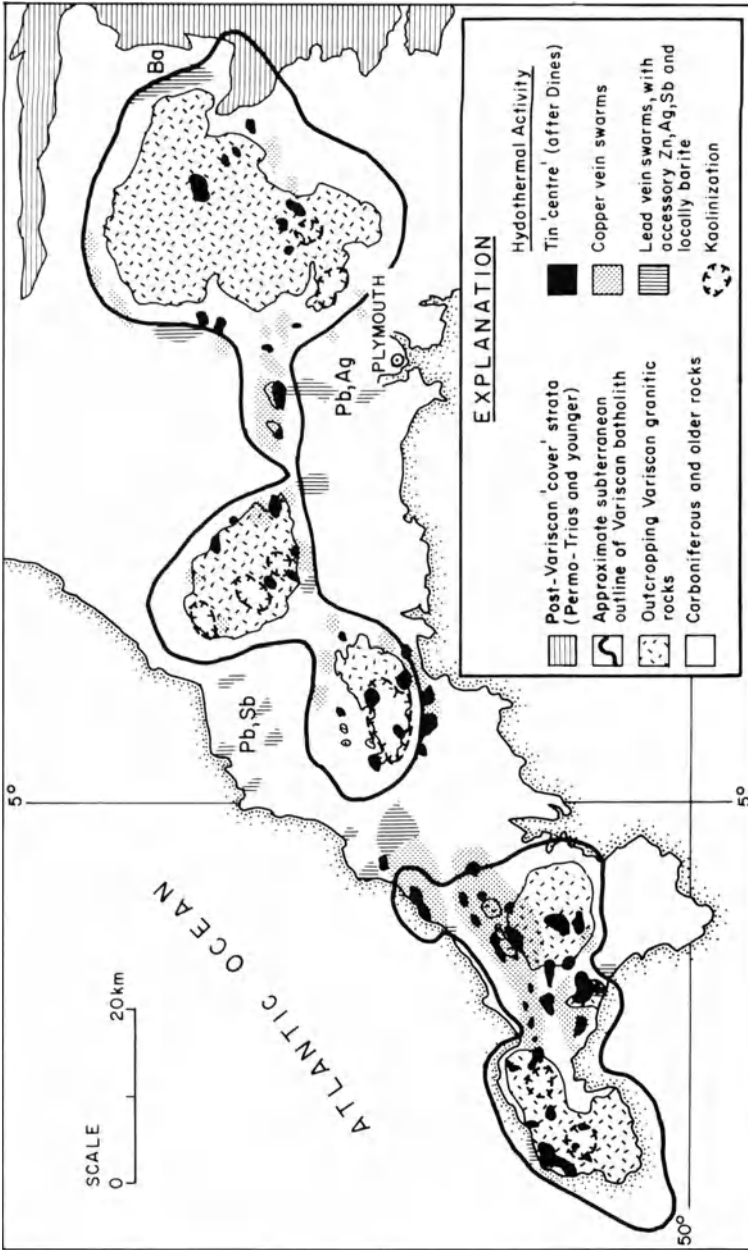 SCALE
0
20km
ATLANTIC OCEAN
5°
5°
50°
Pb,Sb
Pb,Ag
PLYMOUTH
Ba
EXPLANATION
Post-Variscan 'cover' strata
(Permo-Trias and younger)
Approximate subterranean
outline of Variscan batholith
Outcropping Variscan granitic
rocks
Carboniferous and older rocks
Hydothermal Activity
Tin 'centre' (after Dines)
Copper vein swarms
Lead vein swarms, with
accessory Zn,Ag,Sb and
locally barite
Kaolinization